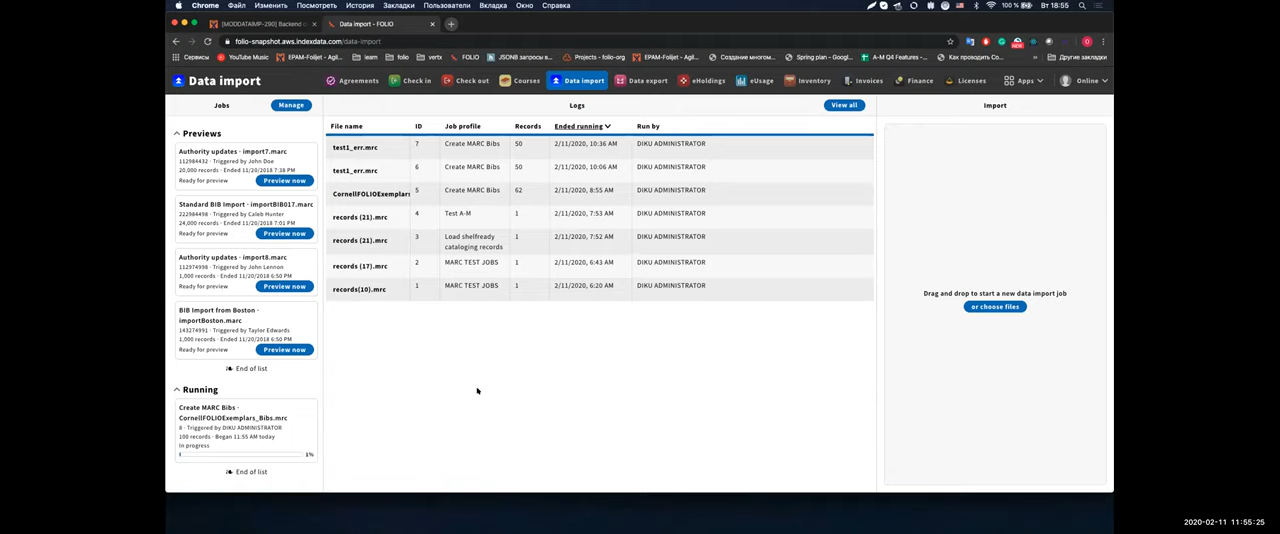 Chrome Файл Изменить Посмотреть История Закладки Пользователи Вкладка Окно Справка 100 % Вт 18:55
[MODDATAIMP-290] Backend Data import - FOLIO
folio-snapshot.aws.indexdata.com/data-import
Сервисы YouTube Music EPAM-Folijet - Agil... learn folio vertx FOLIO JSONB запросы в... Projects - folio-org EPAM-Folijet - Agil... Создание многом... Spring plan - Googl... A-M Q4 Features -... Как проводить Co... Другие закладки
Data import Agreements Check in Check out Courses Data import Data export eHoldings eUsage Inventory Invoices Finance Licenses Apps Online
Jobs Manage
Logs View all
Import
Previews
Authority updates - import7.marc
112984432 · Triggered by John Doe
20,000 records · Ended 11/20/2018 7:38 PM
Ready for preview Preview now
Standard BIB Import - importBIB017.marc
222984498 · Triggered by Caleb Hunter
24,000 records · Ended 11/20/2018 7:01 PM
Ready for preview Preview now
Authority updates - import8.marc
112974998 · Triggered by John Lennon
1,000 records · Ended 11/20/2018 6:50 PM
Ready for preview Preview now
BIB Import from Boston -
importBoston.marc
143274991 · Triggered by Taylor Edwards
1,000 records · Ended 11/20/2018 6:50 PM
Ready for preview Preview now
End of list
Running
Create MARC Bibs -
CornellFOLIOExemplars_Bibs.mrc
8 · Triggered by DIKU ADMINISTRATOR
100 records · Began 11:55 AM today
In progress
1%
End of list
File name ID Job profile Records Ended running Run by
test1_err.mrc 7 Create MARC Bibs 50 2/11/2020, 10:36 AM DIKU ADMINISTRATOR
test1_err.mrc 6 Create MARC Bibs 50 2/11/2020, 10:06 AM DIKU ADMINISTRATOR
CornellFOLIOExemplars 5 Create MARC Bibs 62 2/11/2020, 8:55 AM DIKU ADMINISTRATOR
records (21).mrc 4 Test A-M 1 2/11/2020, 7:53 AM DIKU ADMINISTRATOR
records (21).mrc 3 Load shelfready cataloging records 1 2/11/2020, 7:52 AM DIKU ADMINISTRATOR
records (17).mrc 2 MARC TEST JOBS 1 2/11/2020, 6:43 AM DIKU ADMINISTRATOR
records(10).mrc 1 MARC TEST JOBS 1 2/11/2020, 6:20 AM DIKU ADMINISTRATOR
Drag and drop to start a new data import job
or choose files
2020-02-11 11:55:25